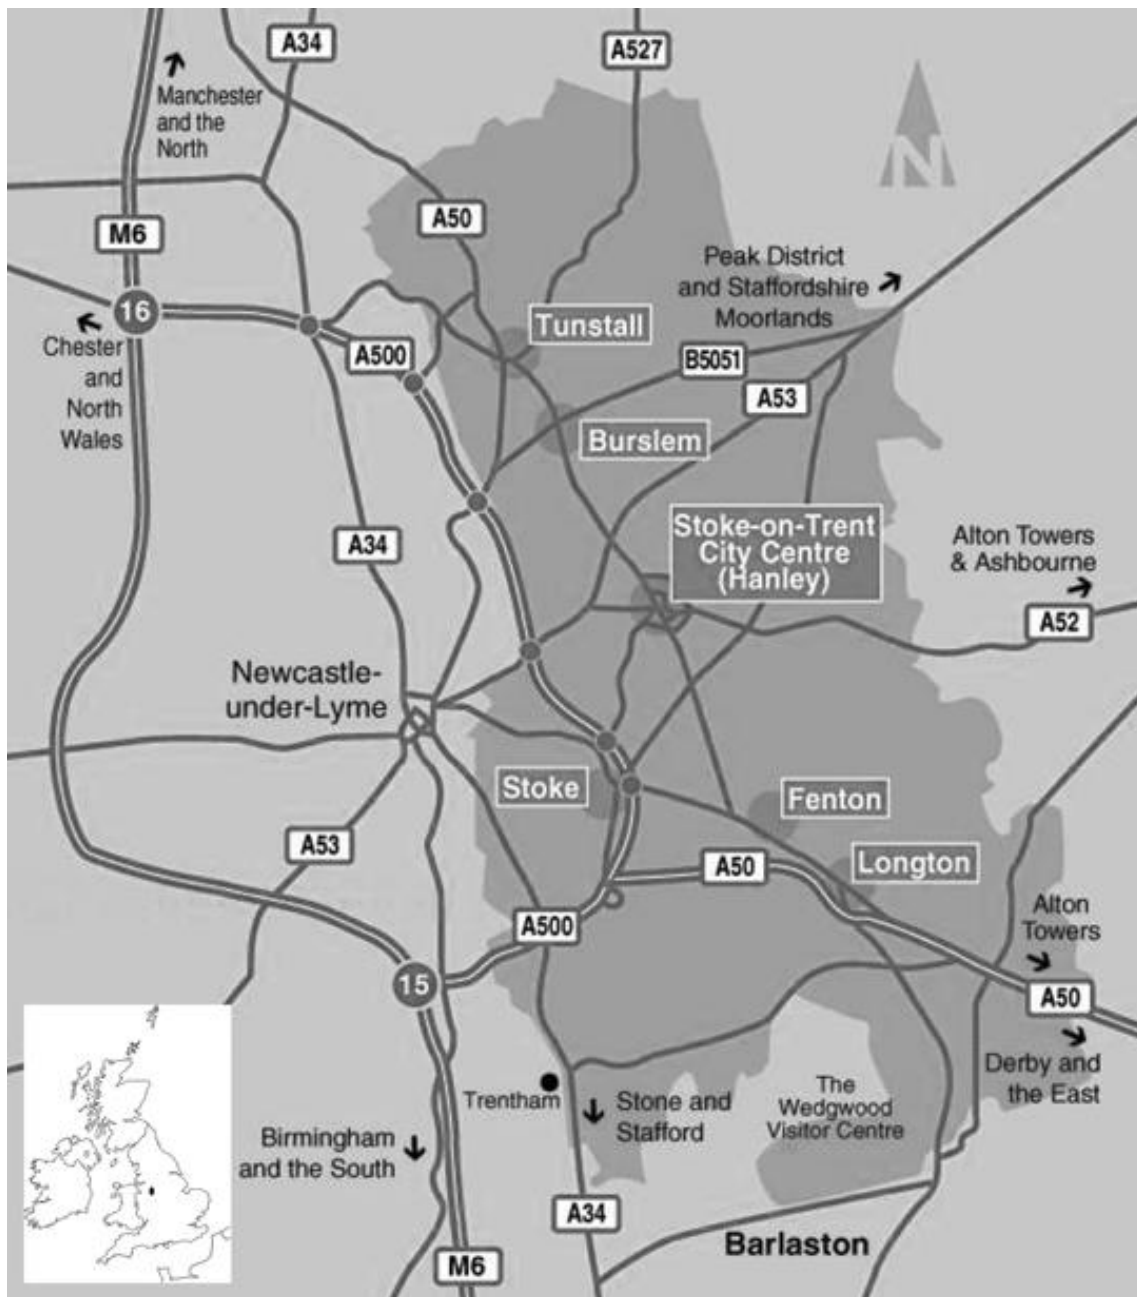 A34
A527
Manchester
and the
North
N
A50
M6
Peak District
and Staffordshire
Moorlands
16
Tunstall
Chester
and
North
Wales
A500
B5051
A53
Burslem
Stoke-on-Trent
City Centre
(Hanley)
A34
Alton Towers
& Ashbourne
A52
Newcastle-
under-Lyme
Stoke
Fenton
A53
A50
Longton
A500
Alton
Towers
15
A50
Derby and
the East
Trentham
Stone and
Stafford
The
Wedgwood
Visitor Centre
Birmingham
and the South
A34
Barlaston
M6